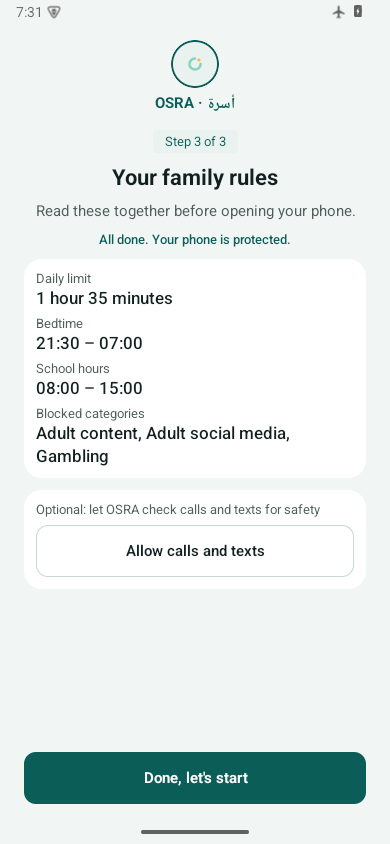 7:31
OSRA · أسرة
Step 3 of 3
Your family rules
Read these together before opening your phone.
All done. Your phone is protected.
Daily limit
1 hour 35 minutes
Bedtime
21:30 – 07:00
School hours
08:00 – 15:00
Blocked categories
Adult content, Adult social media,
Gambling
Optional: let OSRA check calls and texts for safety
Allow calls and texts
Done, let's start